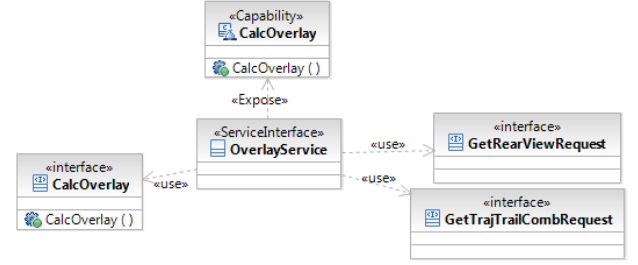 «Capability»
CalcOverlay
CalcOverlay ( )
«Expose»
«ServiceInterface»
OverlayService
«use»
«interface»
GetRearViewRequest
«interface»
CalcOverlay
CalcOverlay ( )
«use»
«use»
«interface»
GetTrajTrailCombRequest